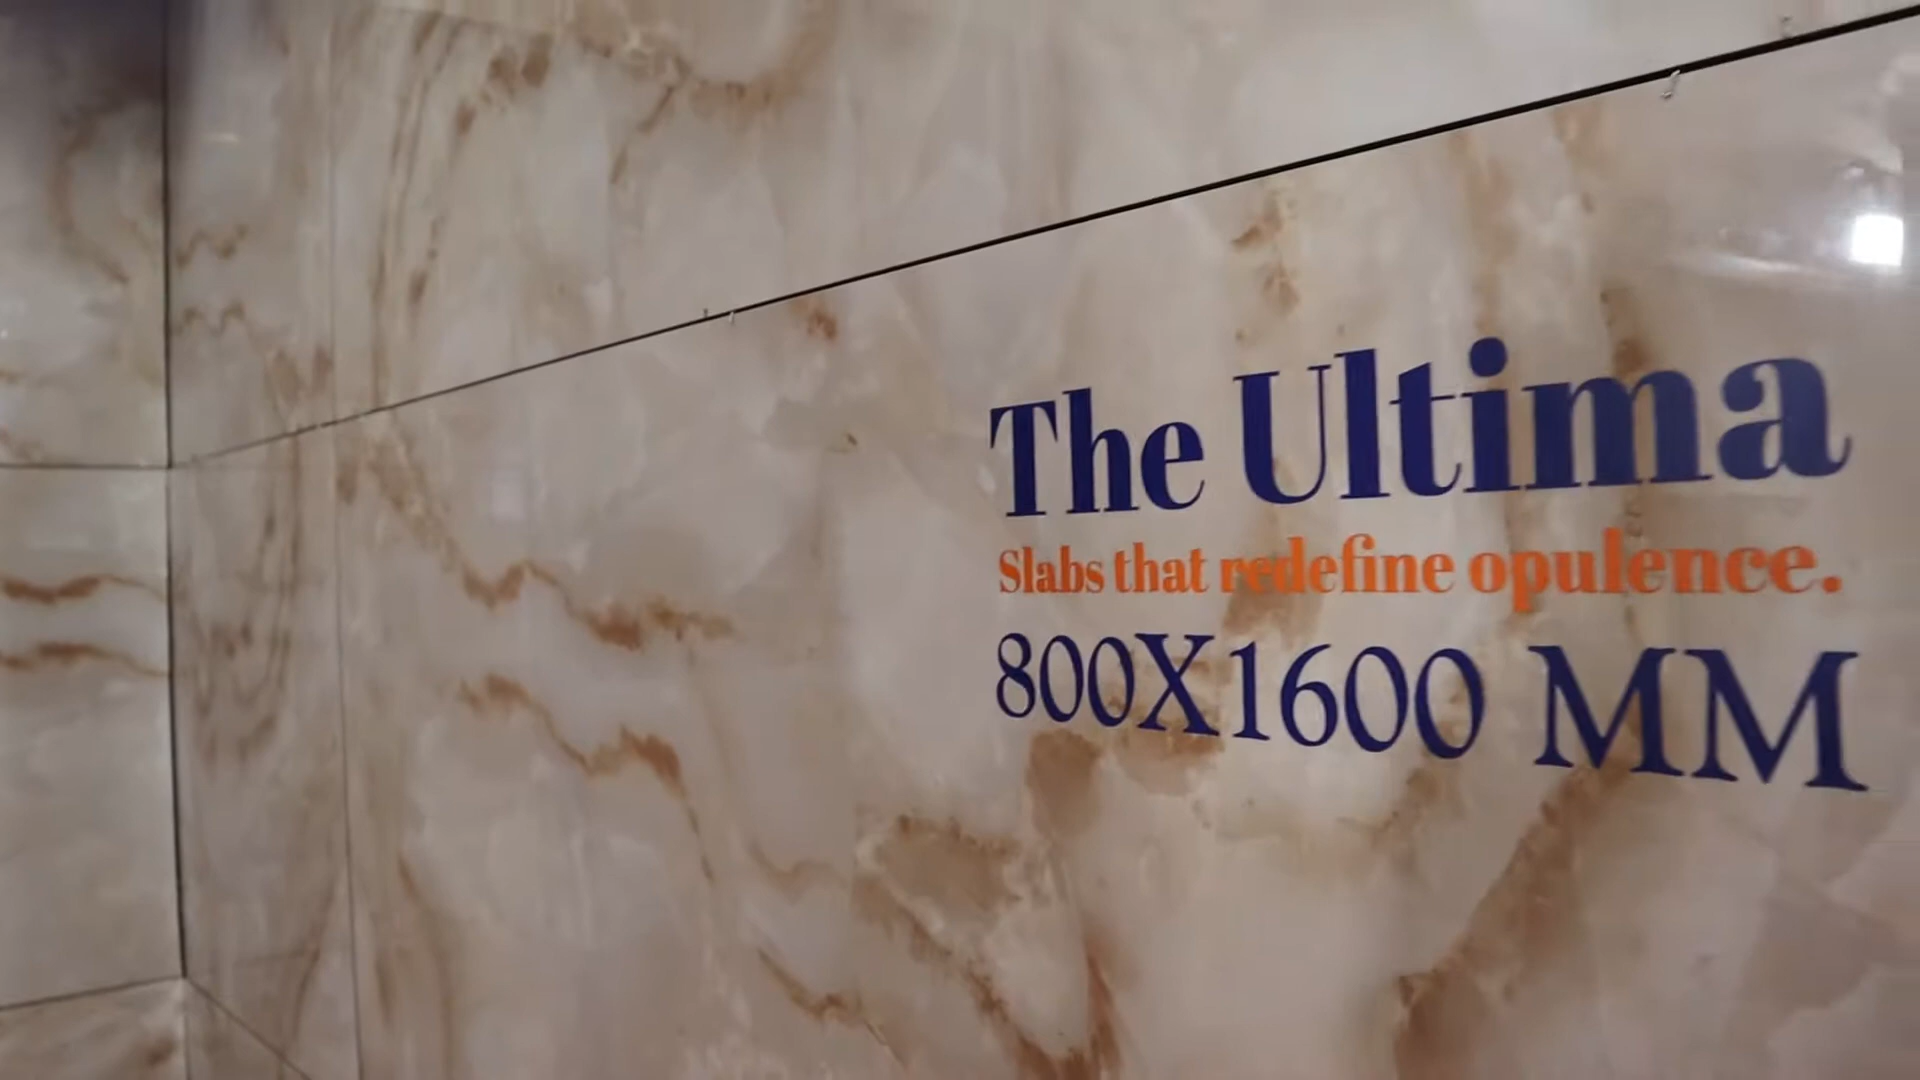 The Ultima
Slabs that redefine opulence.
800X1600 MM